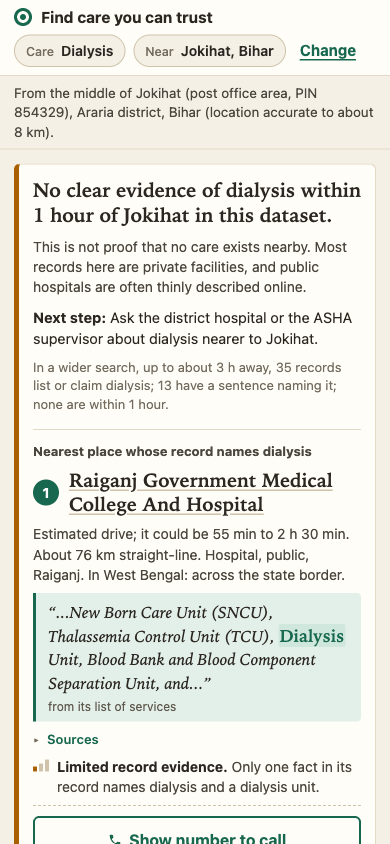 Find care you can trust
Care Dialysis Near Jokihat, Bihar Change
From the middle of Jokihat (post office area, PIN
854329), Araria district, Bihar (location accurate to about
8 km).
No clear evidence of dialysis within
1 hour of Jokihat in this dataset.
This is not proof that no care exists nearby. Most
records here are private facilities, and public
hospitals are often thinly described online.
Next step: Ask the district hospital or the ASHA
supervisor about dialysis nearer to Jokihat.
In a wider search, up to about 3 h away, 35 records
list or claim dialysis; 13 have a sentence naming it;
none are within 1 hour.
Nearest place whose record names dialysis
1 Raiganj Government Medical
College And Hospital
Estimated drive; it could be 55 min to 2 h 30 min.
About 76 km straight-line. Hospital, public,
Raiganj. In West Bengal: across the state border.
“…New Born Care Unit (SNCU),
Thalassemia Control Unit (TCU), Dialysis
Unit, Blood Bank and Blood Component
Separation Unit, and…”
from its list of services
▸ Sources
Limited record evidence. Only one fact in its
record names dialysis and a dialysis unit.
Show number to call